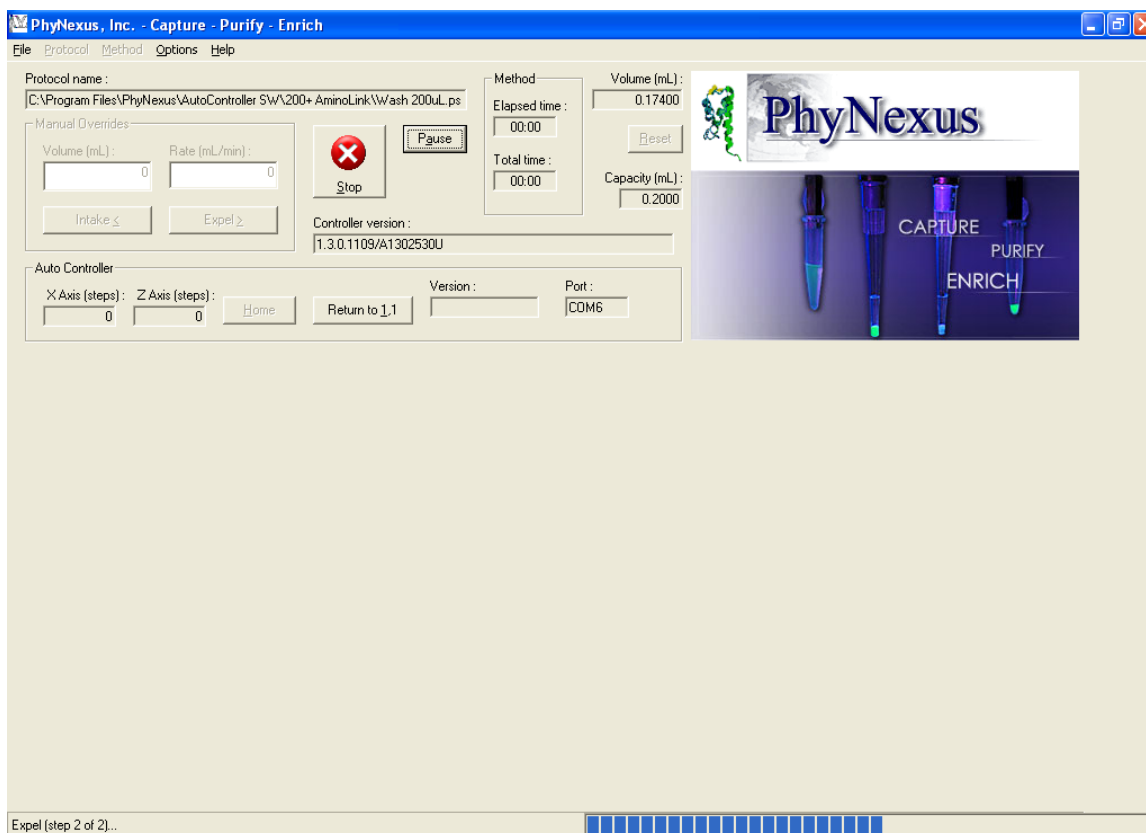 PhyNexus, Inc. - Capture - Purify - Enrich
File Protocol Method Options Help
Protocol name :
C:\Program Files\PhyNexus\AutoController SW\200+ AminoLink\Wash 200uL.ps
Manual Overrides
Volume (mL) :
Rate (mL/min) :
0
0
Intake <
Expel >
Stop
Pause
Method
Elapsed time :
00:00
Total time :
00:00
Volume (mL) :
0.17400
Reset
Capacity (mL) :
0.2000
Controller version :
1.3.0.1109/A1302530U
Auto Controller
X Axis (steps) :
Z Axis (steps) :
0
0
Home
Return to 1,1
Version :
Port :
COM6
PhyNexus
CAPTURE
PURIFY
ENRICH
Expel (step 2 of 2)...